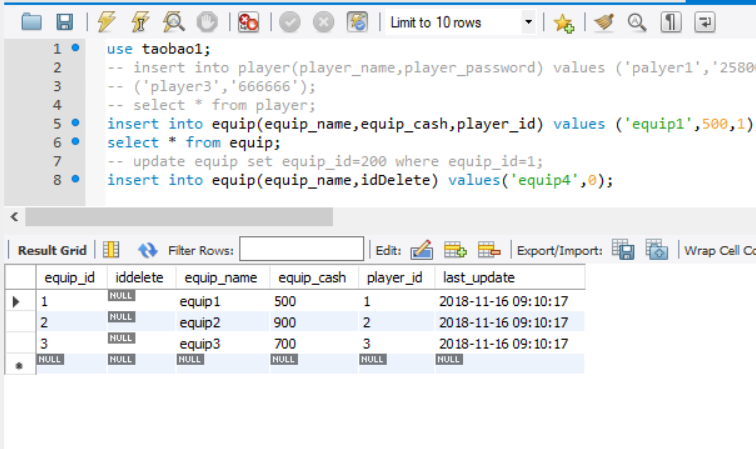 Limit to 10 rows
1 use taobao1;
2 -- insert into player(player_name,player_password) values ('palyer1','2580
3 -- ('player3','666666');
4 -- select * from player;
5 insert into equip(equip_name,equip_cash,player_id) values ('equip1',500,1)
6 select * from equip;
7 -- update equip set equip_id=200 where equip_id=1;
8 insert into equip(equip_name,idDelete) values('equip4',0);
Result Grid Filter Rows: Edit: Export/Import: Wrap Cell Co
equip_id iddelete equip_name equip_cash player_id last_update
1 NULL equip1 500 1 2018-11-16 09:10:17
2 NULL equip2 900 2 2018-11-16 09:10:17
3 NULL equip3 700 3 2018-11-16 09:10:17
NULL NULL NULL NULL NULL NULL